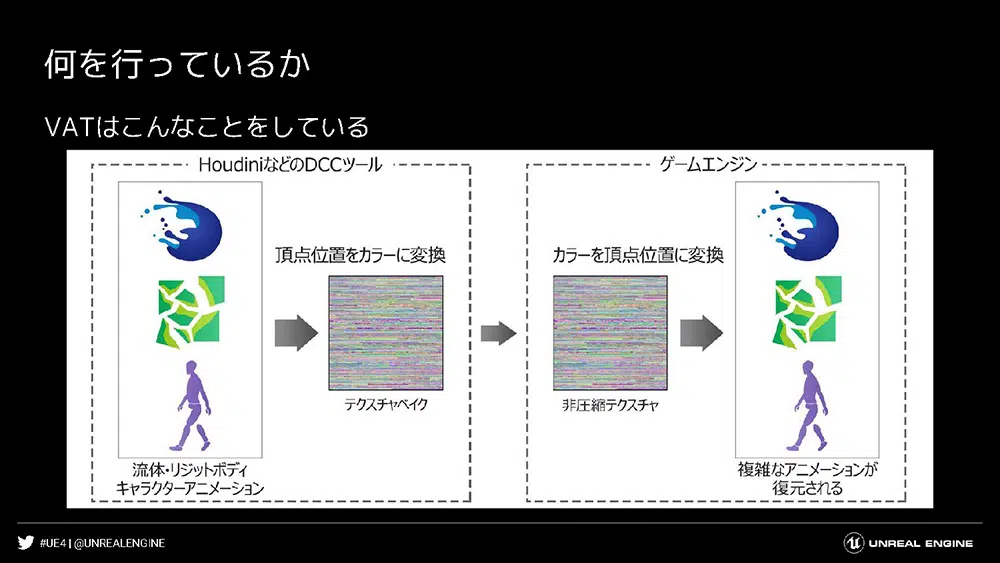 何を行っているか
VATはこんなことをしている
HoudiniなどのDCCツール
ゲームエンジン
頂点位置をカラーに変換
カラーを頂点位置に変換
テクスチャベイク
非圧縮テクスチャ
流体・リジットボディ
キャラクターアニメーション
複雑なアニメーションが
復元される
#UE4 | @UNREALENGINE
UNREAL ENGINE